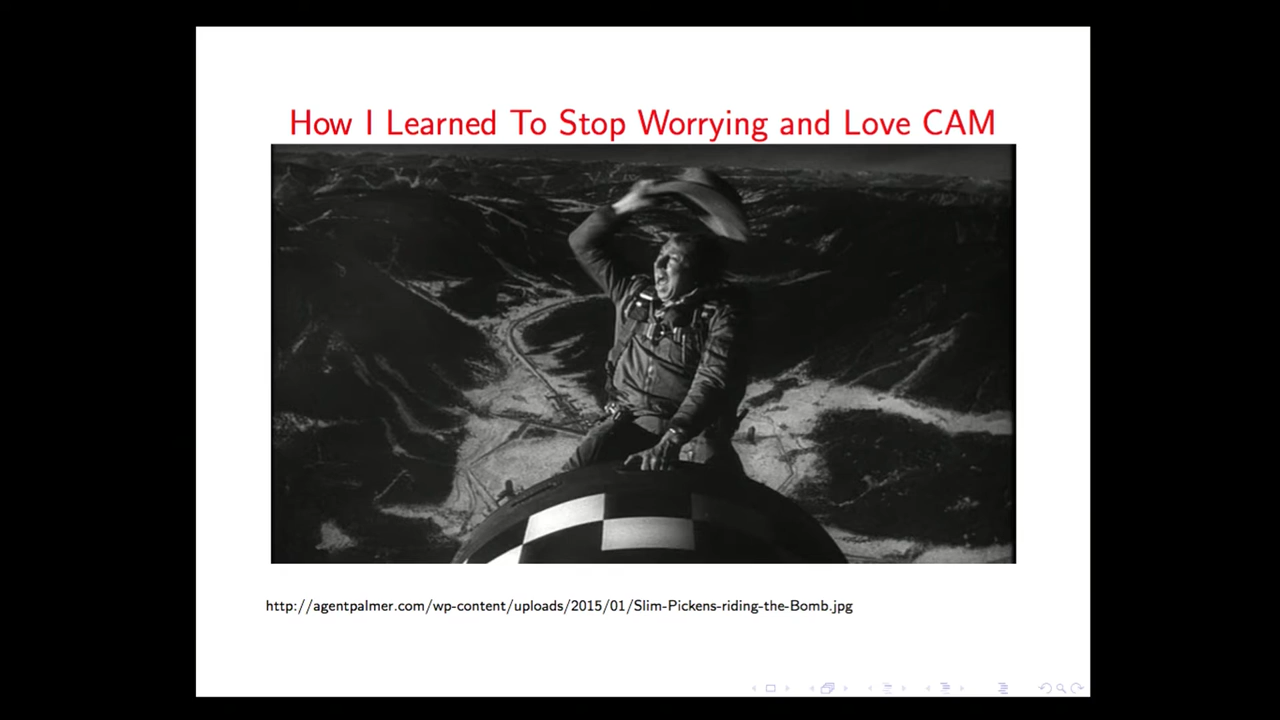 How I Learned To Stop Worrying and Love CAM
http://agentpalmer.com/wp-content/uploads/2015/01/Slim-Pickens-riding-the-Bomb.jpg